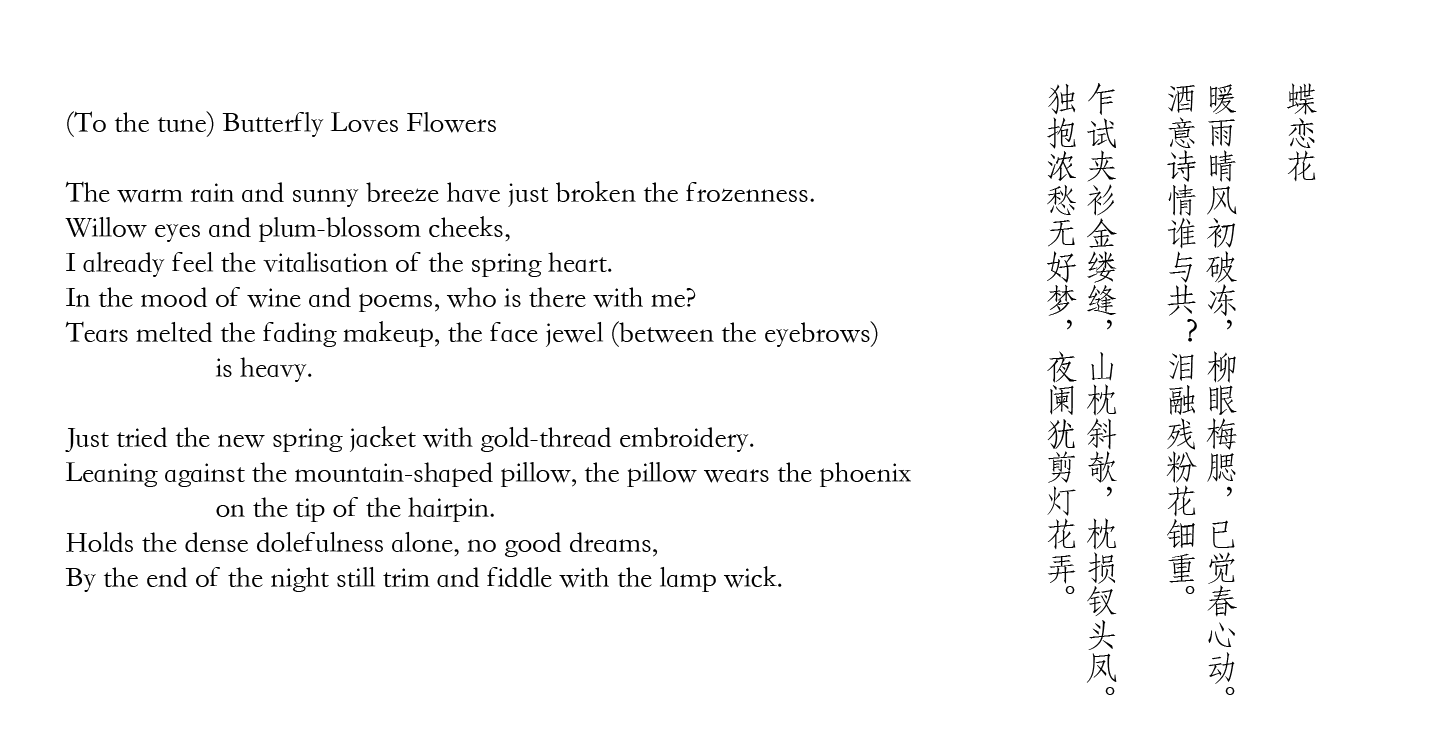 (To the tune) Butterfly Loves Flowers
The warm rain and sunny breeze have just broken the frozenness.
Willow eyes and plum-blossom cheeks,
I already feel the vitalisation of the spring heart.
In the mood of wine and poems, who is there with me?
Tears melted the fading makeup, the face jewel (between the eyebrows)
is heavy.
Just tried the new spring jacket with gold-thread embroidery.
Leaning against the mountain-shaped pillow, the pillow wears the phoenix
on the tip of the hairpin.
Holds the dense dolefulness alone, no good dreams,
By the end of the night still trim and fiddle with the lamp wick.
蝶恋花
暖雨晴风初破冻，柳眼梅腮，已觉春心动。
酒意诗情谁与共？泪融残粉花钿重。
乍试夹衫金缕缝，山枕斜欹，枕损钗头凤。
独抱浓愁无好梦，夜阑犹剪灯花弄。